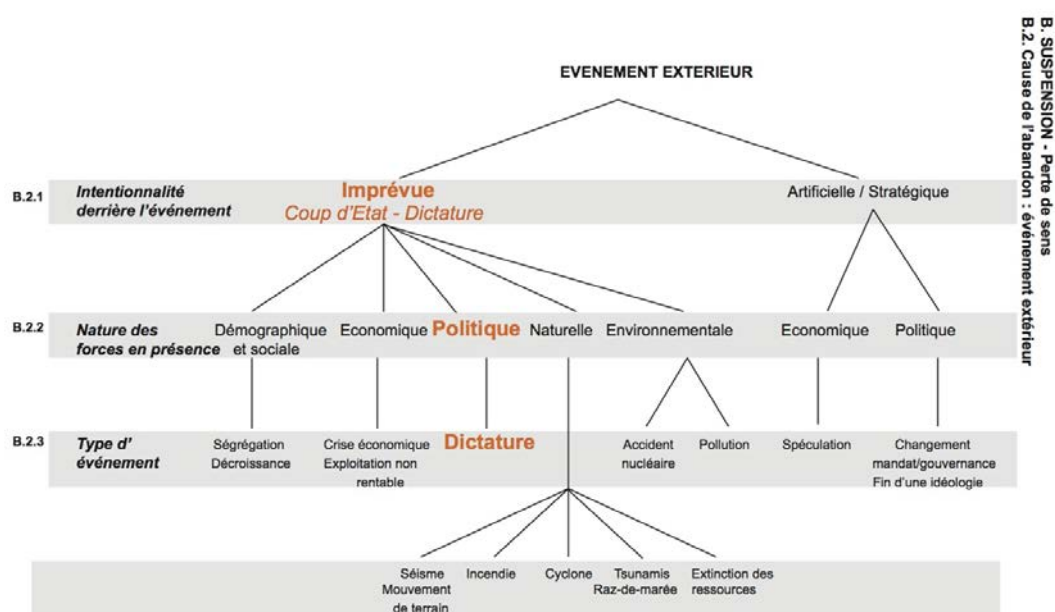 B. SUSPENSION - Perte de sens
B.2. Cause de l'abandon : événement extérieur
EVENEMENT EXTERIEUR
B.2.1
Intentionnalité
derrière l'événement
Imprévue
Coup d'Etat - Dictature
Artificielle / Stratégique
B.2.2
Nature des
forces en présence
Démographique
et sociale
Economique
Politique
Naturelle
Environnementale
Economique
Politique
B.2.3
Type d'
événement
Ségrégation
Décroissance
Crise économique
Exploitation non
rentable
Dictature
Accident
nucléaire
Pollution
Spéculation
Changement
mandat/gouvernance
Fin d'une idéologie
Séisme
Mouvement
de terrain
Incendie
Cyclone
Tsunamis
Raz-de-marée
Extinction des
ressources